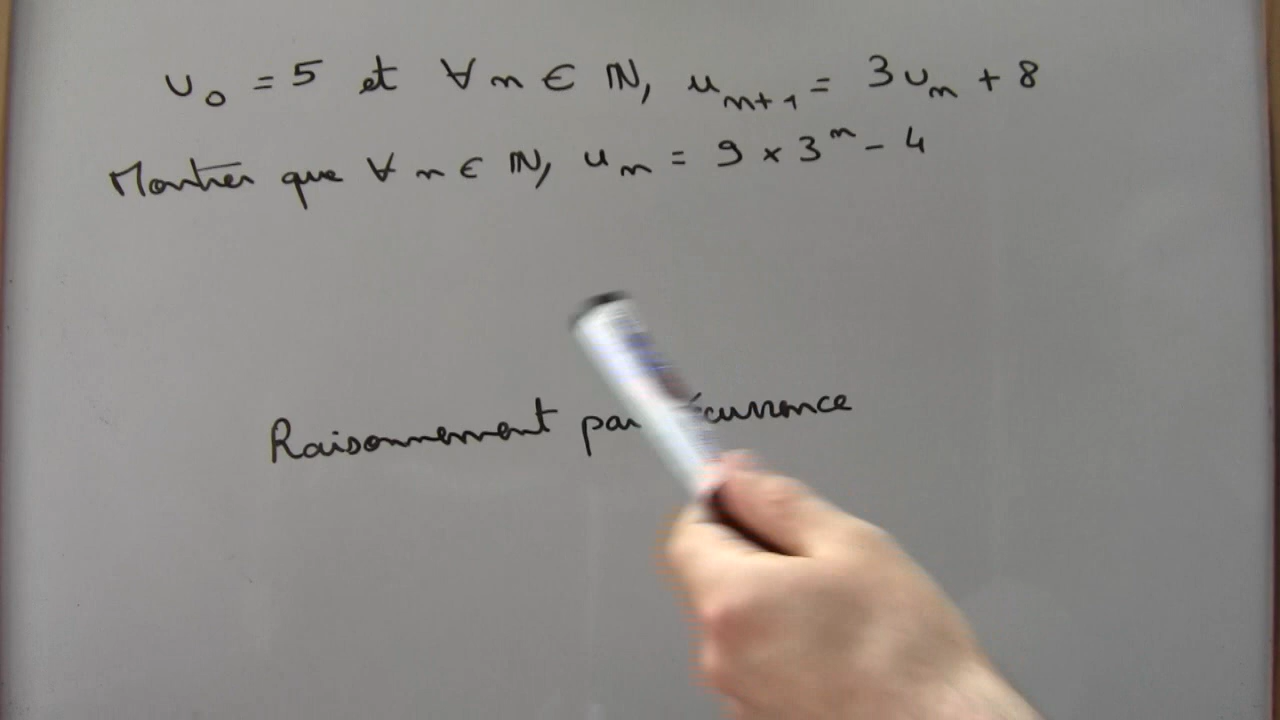 u₀ = 5 et ∀ n ∈ ℕ, uₙ₊₁ = 3uₙ + 8
Montrer que ∀ n ∈ ℕ, uₙ = 9 × 3ⁿ - 4
Raisonnement par